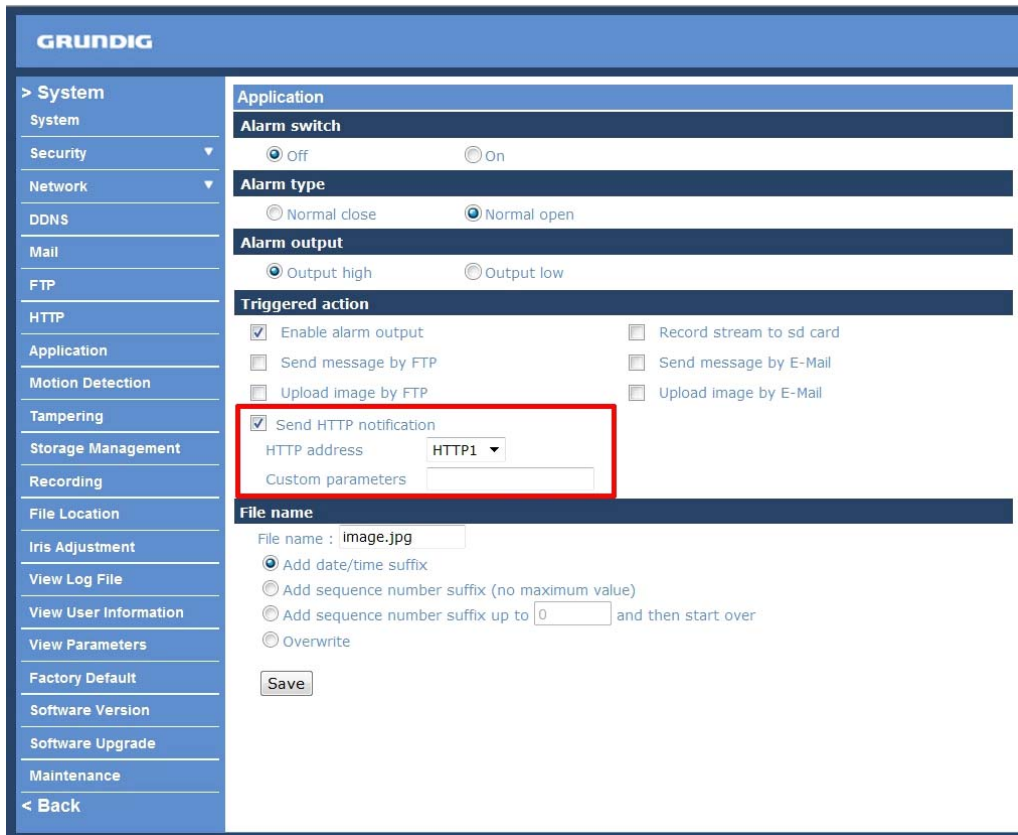 GRUNDIG
> System
System
Security
Network
DDNS
Mail
FTP
HTTP
Application
Motion Detection
Tampering
Storage Management
Recording
File Location
Iris Adjustment
View Log File
View User Information
View Parameters
Factory Default
Software Version
Software Upgrade
Maintenance
< Back
Application
Alarm switch
Off On
Alarm type
Normal close Normal open
Alarm output
Output high Output low
Triggered action
Enable alarm output Record stream to sd card
Send message by FTP Send message by E-Mail
Upload image by FTP Upload image by E-Mail
Send HTTP notification
HTTP address HTTP1
Custom parameters
File name
File name : image.jpg
Add date/time suffix
Add sequence number suffix (no maximum value)
Add sequence number suffix up to 0 and then start over
Overwrite
Save